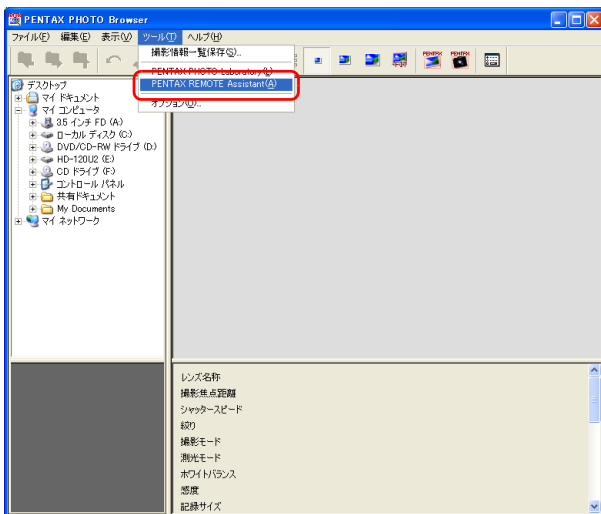 PENTAX PHOTO Browser
ファイル(F) 編集(E) 表示(V) ツール(T) ヘルプ(H)
撮影情報一覧保存(S)...
PENTAX PHOTO Laboratory(L)
PENTAX REMOTE Assistant(A)
オプション(O)...
デスクトップ
マイ ドキュメント
マイ コンピュータ
3.5 インチ FD (A:)
ローカル ディスク (C:)
DVD/CD-RW ドライブ (D:)
HD-120U2 (E:)
CD ドライブ (F:)
コントロール パネル
共有ドキュメント
My Documents
マイ ネットワーク
レンズ名称
撮影焦点距離
シャッタースピード
絞り
撮影モード
測光モード
ホワイトバランス
感度
記録サイズ